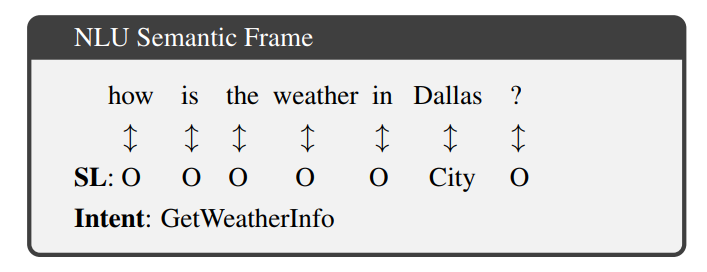 NLU Semantic Frame
how is the weather in Dallas ?
↕ ↕ ↕ ↕ ↕ ↕ ↕
SL: O O O O O City O
Intent: GetWeatherInfo